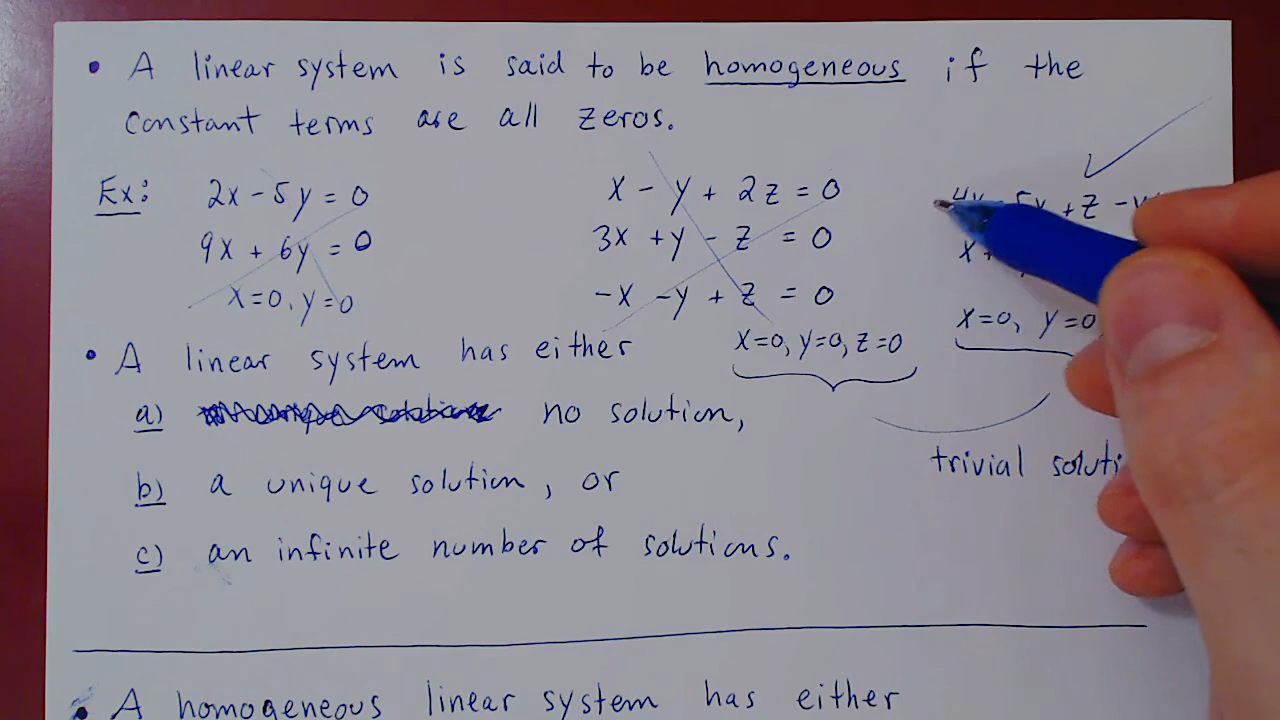 • A linear system is said to be homogeneous if the
constant terms are all zeros.
Ex:
2x - 5y = 0
9x + 6y = 0
x=0, y=0
x - y + 2z = 0
3x + y - z = 0
-x - y + z = 0
x=0, y=0, z=0
+ z -
x
x=0, y=0
trivial
• A linear system has either
a) no solution,
b) a unique solution, or
c) an infinite number of solutions.
• A homogeneous linear system has either